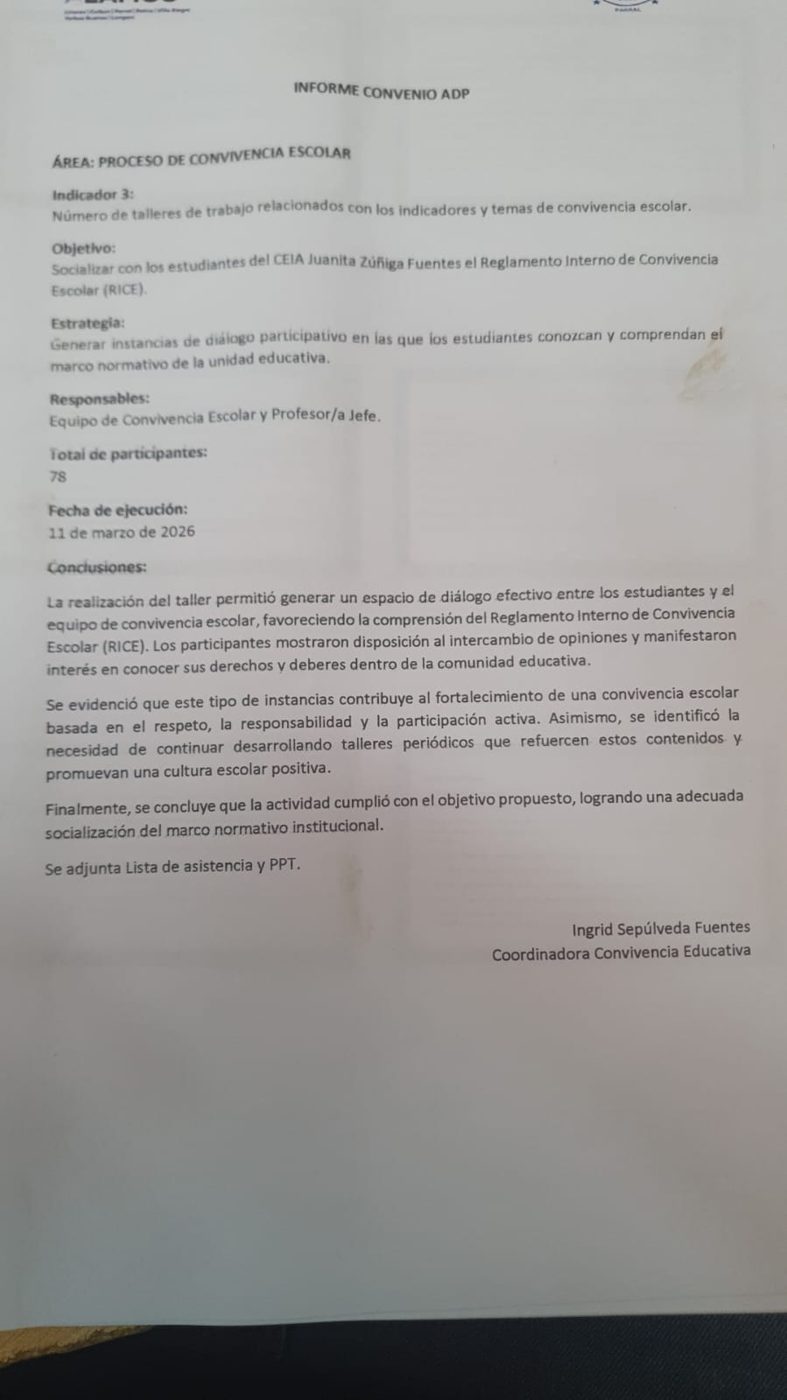 PARRAL
INFORME CONVENIO ADP
ÁREA: PROCESO DE CONVIVENCIA ESCOLAR
Indicador 3:
Número de talleres de trabajo relacionados con los indicadores y temas de convivencia escolar.
Objetivo:
Socializar con los estudiantes del CEIA Juanita Zúñiga Fuentes el Reglamento Interno de Convivencia
Escolar (RICE).
Estrategia:
Generar instancias de diálogo participativo en las que los estudiantes conozcan y comprendan el
marco normativo de la unidad educativa.
Responsables:
Equipo de Convivencia Escolar y Profesor/a Jefe.
Total de participantes:
78
Fecha de ejecución:
11 de marzo de 2026
Conclusiones:
La realización del taller permitió generar un espacio de diálogo efectivo entre los estudiantes y el
equipo de convivencia escolar, favoreciendo la comprensión del Reglamento Interno de Convivencia
Escolar (RICE). Los participantes mostraron disposición al intercambio de opiniones y manifestaron
interés en conocer sus derechos y deberes dentro de la comunidad educativa.
Se evidenció que este tipo de instancias contribuye al fortalecimiento de una convivencia escolar
basada en el respeto, la responsabilidad y la participación activa. Asimismo, se identificó la
necesidad de continuar desarrollando talleres periódicos que refuercen estos contenidos y
promuevan una cultura escolar positiva.
Finalmente, se concluye que la actividad cumplió con el objetivo propuesto, logrando una adecuada
socialización del marco normativo institucional.
Se adjunta Lista de asistencia y PPT.
Ingrid Sepúlveda Fuentes
Coordinadora Convivencia Educativa